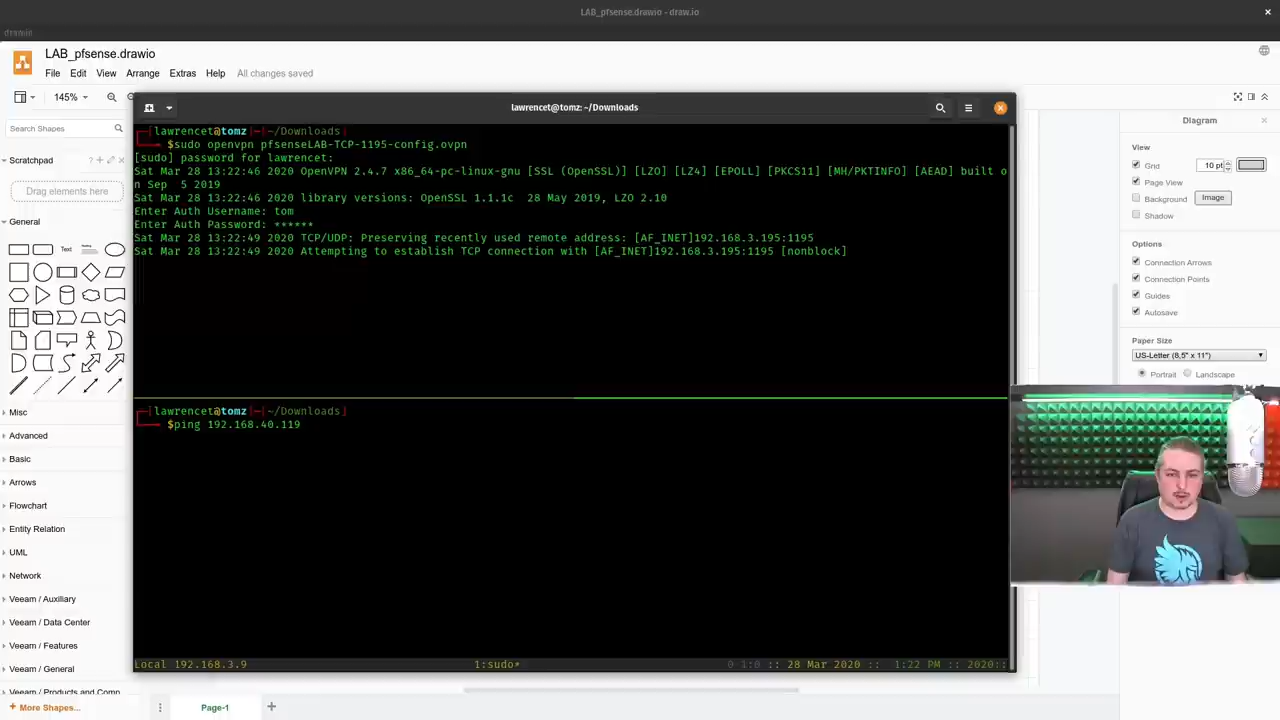 LAB_pfsense.drawio - draw.io
LAB_pfsense.drawio
File Edit View Arrange Extras Help All changes saved
145%
lawrencet@tomz: ~/Downloads
Search Shapes
Scratchpad
Drag elements here
General
Text
Heading
Misc
Advanced
Basic
Arrows
Flowchart
Entity Relation
UML
Network
Veeam / Auxiliary
Veeam / Data Center
Veeam / Features
Veeam / General
Veeam / Products and Comp
+ More Shapes...
[lawrencet@tomz]─[~/Downloads]
$sudo openvpn pfsenseLAB-TCP-1195-config.ovpn
[sudo] password for lawrencet:
Sat Mar 28 13:22:46 2020 OpenVPN 2.4.7 x86_64-pc-linux-gnu [SSL (OpenSSL)] [LZO] [LZ4] [EPOLL] [PKCS11] [MH/PKTINFO] [AEAD] built o
n Sep  5 2019
Sat Mar 28 13:22:46 2020 library versions: OpenSSL 1.1.1c  28 May 2019, LZO 2.10
Enter Auth Username: tom
Enter Auth Password: ******
Sat Mar 28 13:22:49 2020 TCP/UDP: Preserving recently used remote address: [AF_INET]192.168.3.195:1195
Sat Mar 28 13:22:49 2020 Attempting to establish TCP connection with [AF_INET]192.168.3.195:1195 [nonblock]
[lawrencet@tomz]─[~/Downloads]
$ping 192.168.40.119
Local 192.168.3.9 1:sudo* 0 1:0 :: 28 Mar 2020 :: 1:22 PM :: 2020::
Diagram
View
Grid 10 pt
Page View
Background Image
Shadow
Options
Connection Arrows
Connection Points
Guides
Autosave
Paper Size
US-Letter (8,5" x 11")
Portrait Landscape
Page-1